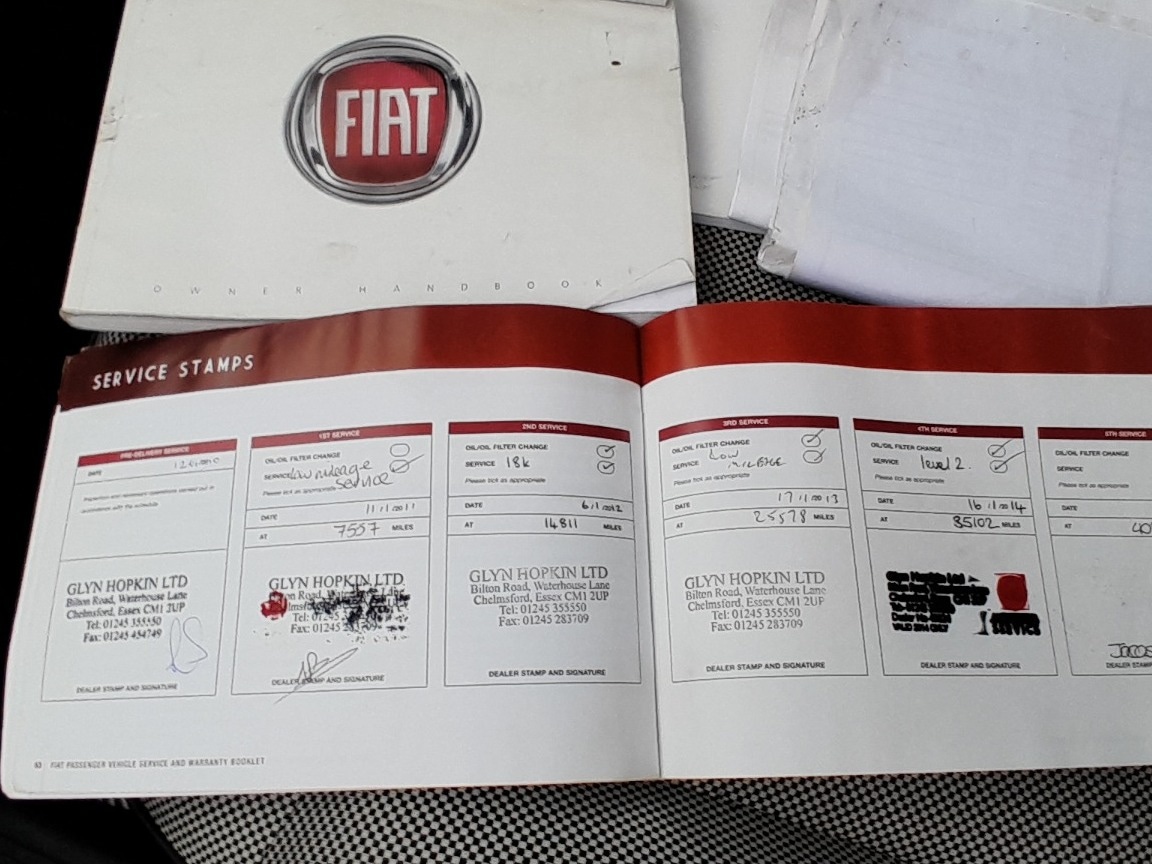 FIAT
OWNER HANDBOOK
SERVICE STAMPS
PRE-DELIVERY SERVICE
DATE
1ST SERVICE
OIL/OIL FILTER CHANGE
SERVICE low mileage
service
Please tick as appropriate
DATE 11/1/2011
AT 7557 MILES
GLYN HOPKIN LTD
Bilton Road, Waterhouse Lane
Chelmsford, Essex CM1 2UP
Tel: 01245 355550
Fax: 01245 454749
DEALER STAMP AND SIGNATURE
GLYN HOPKIN LTD
DEALER STAMP AND SIGNATURE
2ND SERVICE
OIL/OIL FILTER CHANGE
SERVICE 18k
Please tick as appropriate
DATE 6/1/2012
AT 14811 MILES
GLYN HOPKIN LTD
Bilton Road, Waterhouse Lane
Chelmsford, Essex CM1 2UP
Tel: 01245 355550
Fax: 01245 283709
DEALER STAMP AND SIGNATURE
3RD SERVICE
OIL/OIL FILTER CHANGE
SERVICE LOW
MILEAGE
Please tick as appropriate
DATE 17/1/2013
AT 25578 MILES
GLYN HOPKIN LTD
Bilton Road, Waterhouse Lane
Chelmsford, Essex CM1 2UP
Tel: 01245 355550
Fax: 01245 283709
DEALER STAMP AND SIGNATURE
4TH SERVICE
OIL/OIL FILTER CHANGE
SERVICE level 2.
Please tick as appropriate
DATE 16/1/2014
AT 35102 MILES
Glyn Hopkin Ltd
SERVICE
DEALER STAMP AND SIGNATURE
5TH SERVICE
OIL/OIL FILTER CHANGE
SERVICE
Please tick as appropriate
DATE
AT
DEALER STAMP
FIAT PASSENGER VEHICLE SERVICE AND WARRANTY BOOKLET